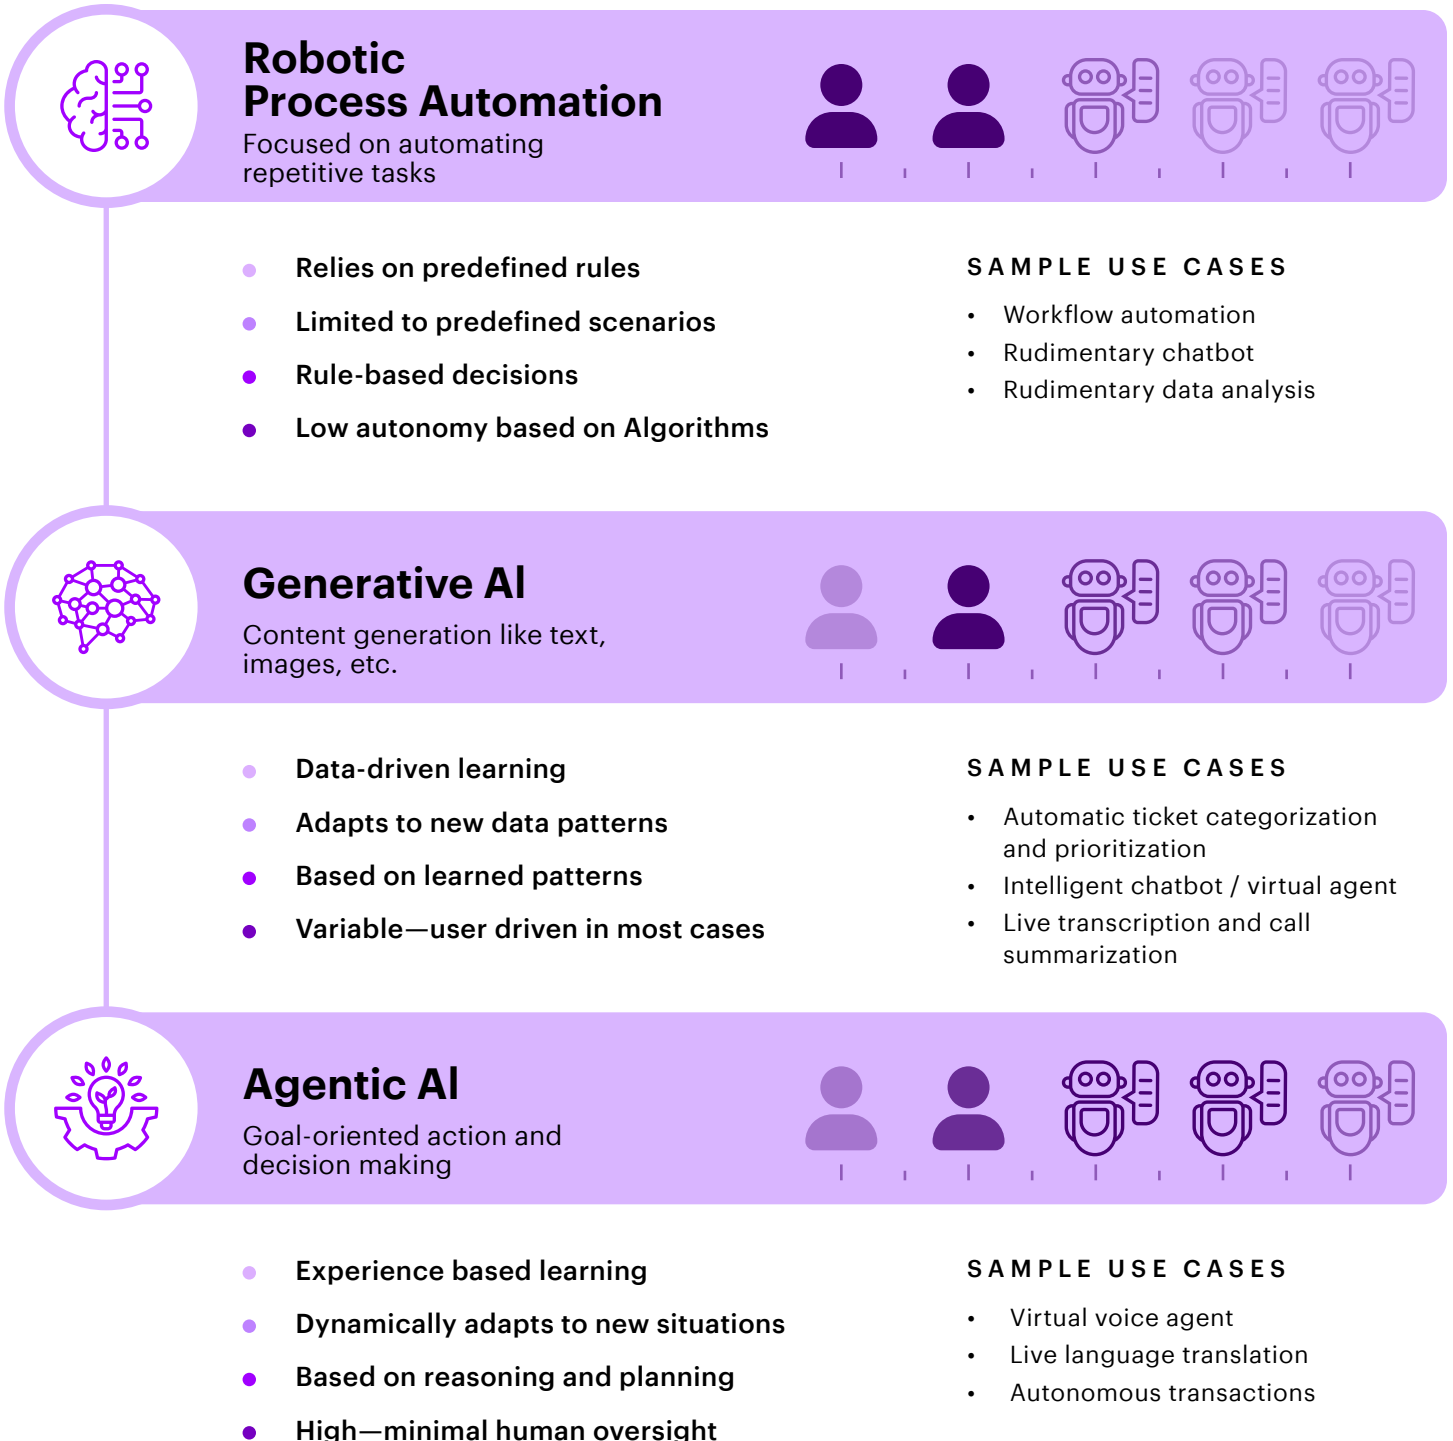 Robotic
Process Automation
Focused on automating
repetitive tasks
Relies on predefined rules
Limited to predefined scenarios
Rule-based decisions
Low autonomy based on Algorithms
SAMPLE USE CASES
• Workflow automation
• Rudimentary chatbot
• Rudimentary data analysis
Generative AI
Content generation like text,
images, etc.
Data-driven learning
Adapts to new data patterns
Based on learned patterns
Variable—user driven in most cases
SAMPLE USE CASES
• Automatic ticket categorization
and prioritization
• Intelligent chatbot / virtual agent
• Live transcription and call
summarization
Agentic AI
Goal-oriented action and
decision making
Experience based learning
Dynamically adapts to new situations
Based on reasoning and planning
High—minimal human oversight
SAMPLE USE CASES
• Virtual voice agent
• Live language translation
• Autonomous transactions